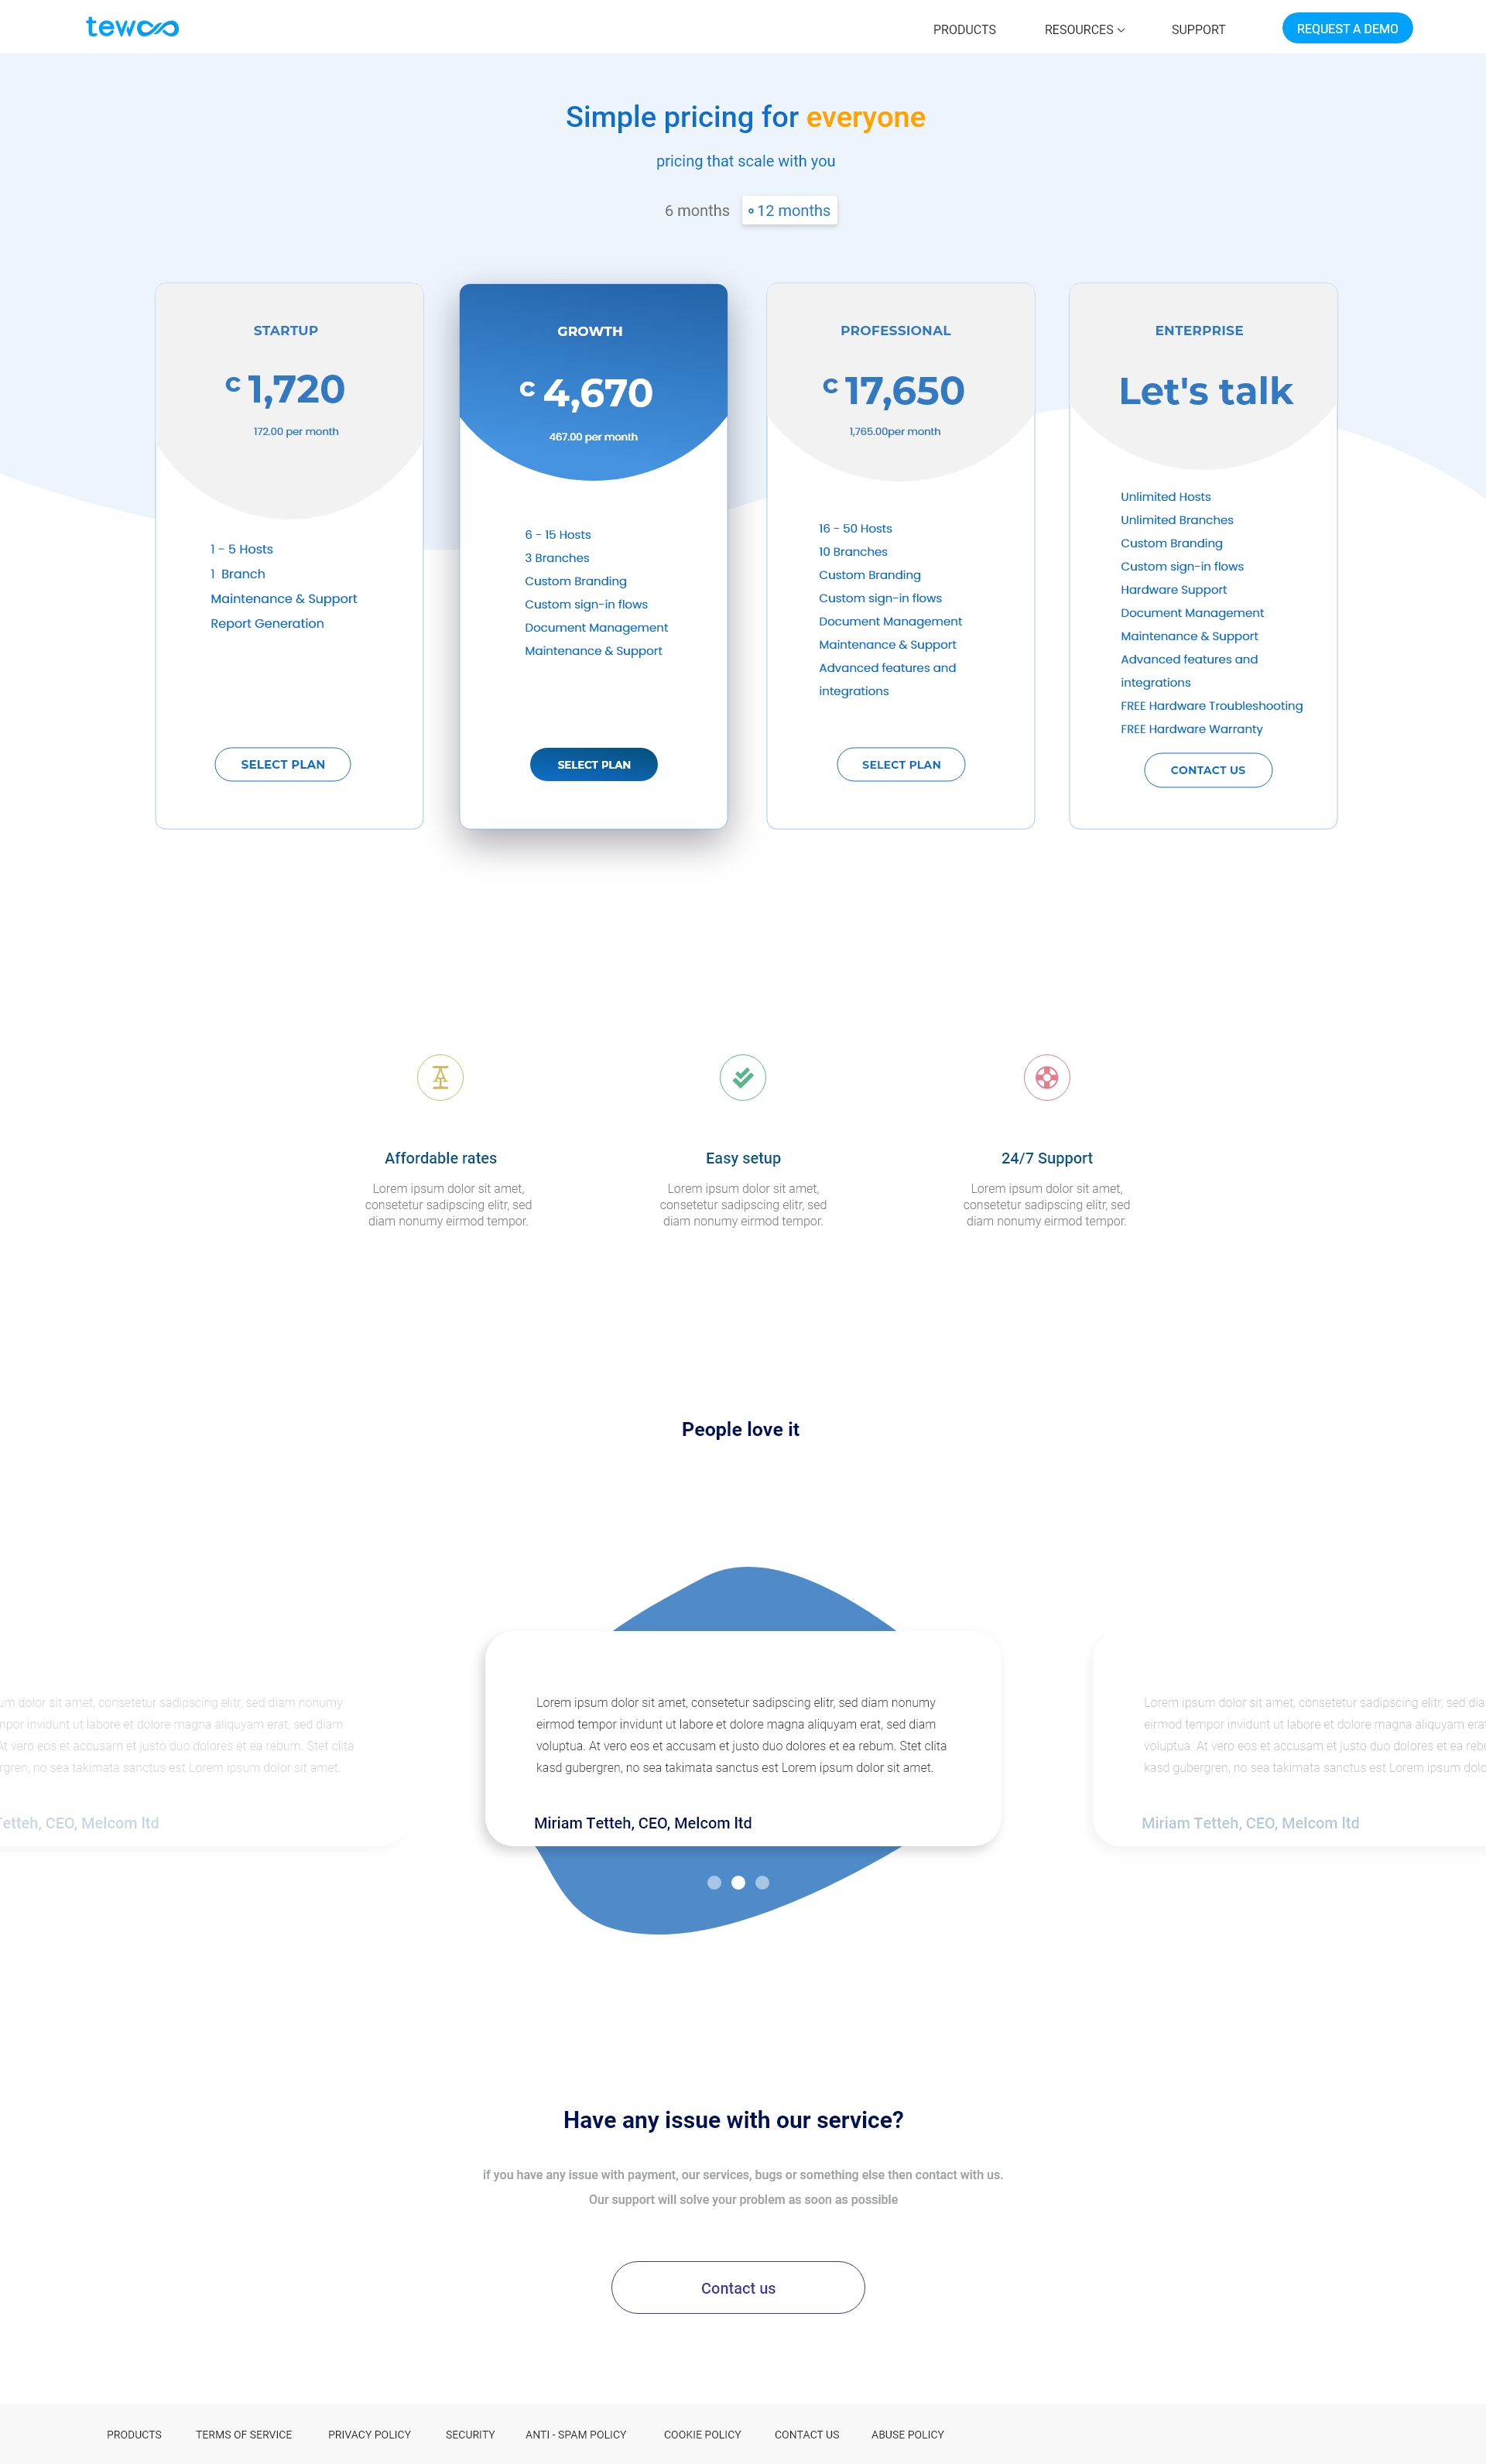 tewoo
PRODUCTS
RESOURCES
SUPPORT
REQUEST A DEMO
Simple pricing for everyone
pricing that scale with you
6 months
12 months
STARTUP
C 1,720
172.00 per month
1 - 5 Hosts
1 Branch
Maintenance & Support
Report Generation
SELECT PLAN
GROWTH
C 4,670
467.00 per month
6 - 15 Hosts
3 Branches
Custom Branding
Custom sign-in flows
Document Management
Maintenance & Support
SELECT PLAN
PROFESSIONAL
C 17,650
1,765.00per month
16 - 50 Hosts
10 Branches
Custom Branding
Custom sign-in flows
Document Management
Maintenance & Support
Advanced features and
integrations
SELECT PLAN
ENTERPRISE
Let's talk
Unlimited Hosts
Unlimited Branches
Custom Branding
Custom sign-in flows
Hardware Support
Document Management
Maintenance & Support
Advanced features and
integrations
FREE Hardware Troubleshooting
FREE Hardware Warranty
CONTACT US
Affordable rates
Lorem ipsum dolor sit amet,
consetetur sadipscing elitr, sed
diam nonumy eirmod tempor.
Easy setup
Lorem ipsum dolor sit amet,
consetetur sadipscing elitr, sed
diam nonumy eirmod tempor.
24/7 Support
Lorem ipsum dolor sit amet,
consetetur sadipscing elitr, sed
diam nonumy eirmod tempor.
People love it
um dolor sit amet, consetetur sadipscing elitr, sed diam nonumy
mpor invidunt ut labore et dolore magna aliquyam erat, sed diam
At vero eos et accusam et justo duo dolores et ea rebum. Stet clita
rgren, no sea takimata sanctus est Lorem ipsum dolor sit amet.
Tetteh, CEO, Melcom ltd
Lorem ipsum dolor sit amet, consetetur sadipscing elitr, sed diam nonumy
eirmod tempor invidunt ut labore et dolore magna aliquyam erat, sed diam
voluptua. At vero eos et accusam et justo duo dolores et ea rebum. Stet clita
kasd gubergren, no sea takimata sanctus est Lorem ipsum dolor sit amet.
Miriam Tetteh, CEO, Melcom ltd
Lorem ipsum dolor sit amet, consetetur sadipscing elitr, sed dia
eirmod tempor invidunt ut labore et dolore magna aliquyam erat
voluptua. At vero eos et accusam et justo duo dolores et ea rebu
kasd gubergren, no sea takimata sanctus est Lorem ipsum dolo
Miriam Tetteh, CEO, Melcom ltd
Have any issue with our service?
if you have any issue with payment, our services, bugs or something else then contact with us.
Our support will solve your problem as soon as possible
Contact us
PRODUCTS
TERMS OF SERVICE
PRIVACY POLICY
SECURITY
ANTI - SPAM POLICY
COOKIE POLICY
CONTACT US
ABUSE POLICY